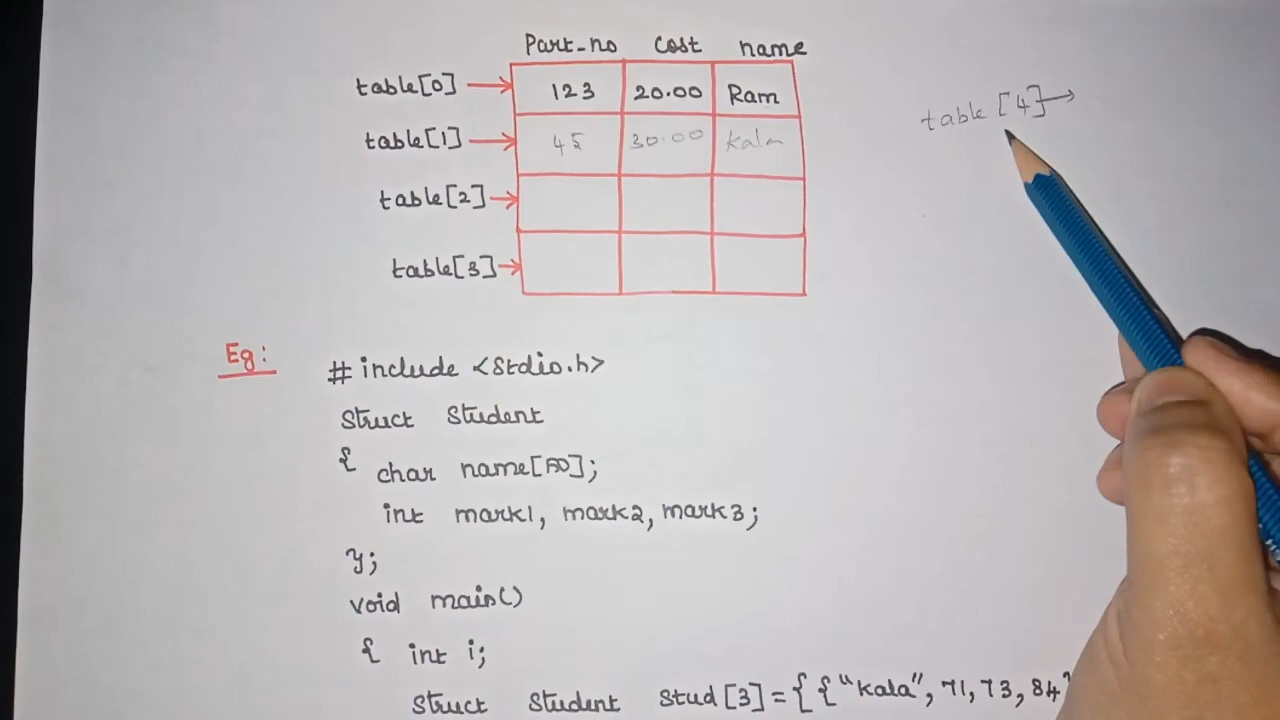 Part-no cost name
table[0] → 123 20.00 Ram
table[4] →
table[1] → 45 30.00 Kala
table[2] →
table[3] →
Eg:
# include <Stdio.h>
Struct Student
{ char name[50];
int mark1, mark2, mark3;
};
void main()
{ int i;
Struct Student Stud[3] = { {"Kala", 71, 73, 84}